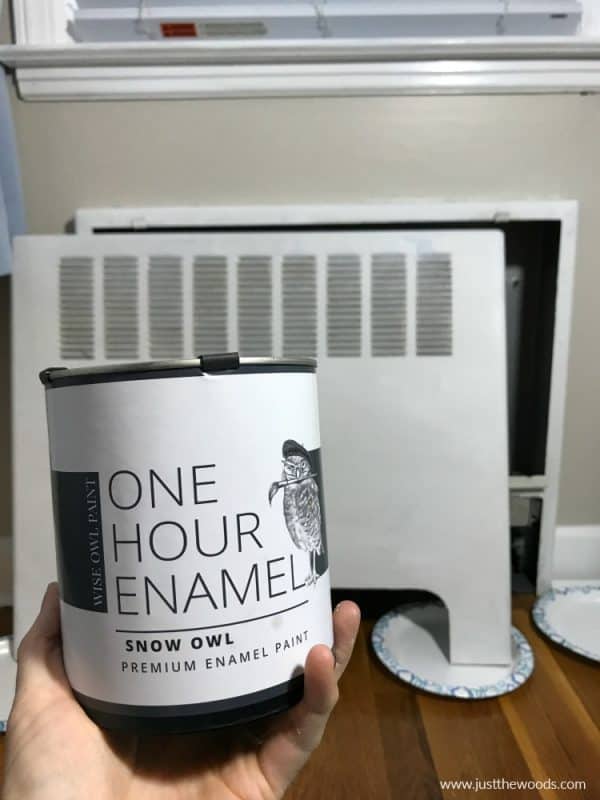 WISE OWL PAINT
ONE
HOUR
ENAMEL
SNOW OWL
PREMIUM ENAMEL PAINT
www.justthewoods.com